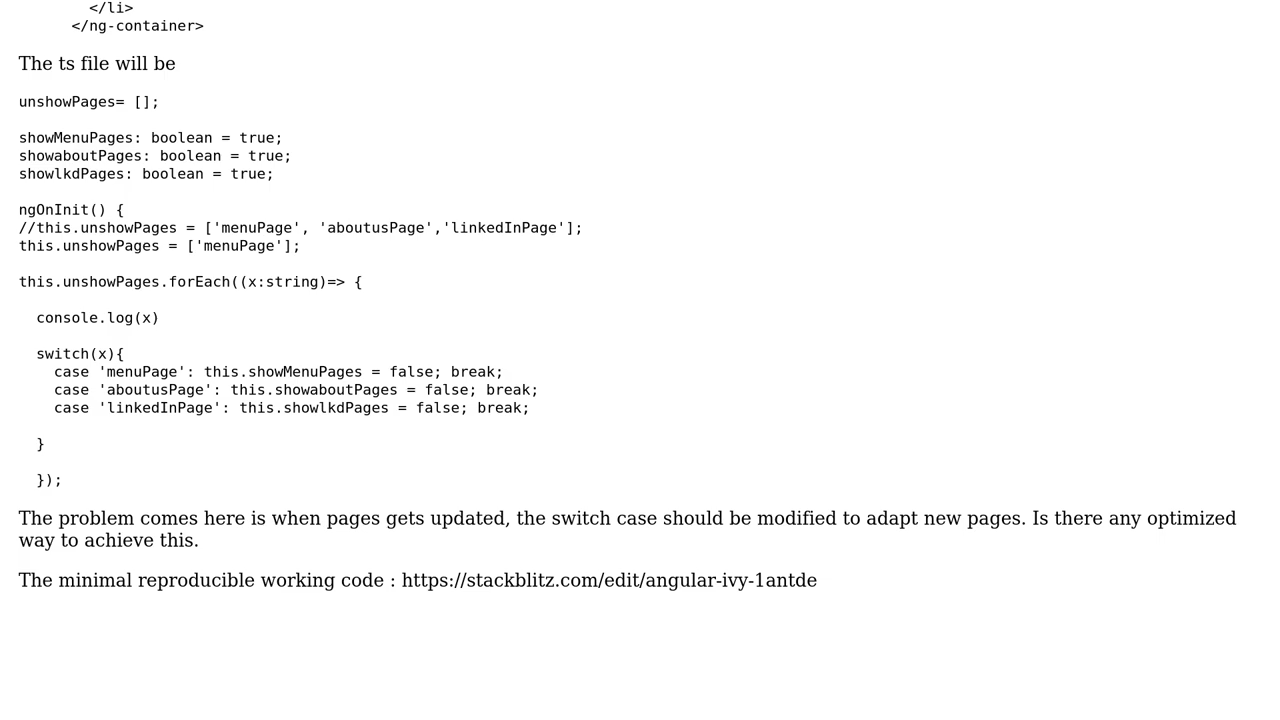 </li>
      </ng-container>
The ts file will be
unshowPages= [];
showMenuPages: boolean = true;
showaboutPages: boolean = true;
showlkdPages: boolean = true;
ngOnInit() {
//this.unshowPages = ['menuPage', 'aboutusPage','linkedInPage'];
this.unshowPages = ['menuPage'];
this.unshowPages.forEach((x:string)=> {
  console.log(x)
  switch(x){
    case 'menuPage': this.showMenuPages = false; break;
    case 'aboutusPage': this.showaboutPages = false; break;
    case 'linkedInPage': this.showlkdPages = false; break;
  }
  });
The problem comes here is when pages gets updated, the switch case should be modified to adapt new pages. Is there any optimized
way to achieve this.
The minimal reproducible working code : https://stackblitz.com/edit/angular-ivy-1antde